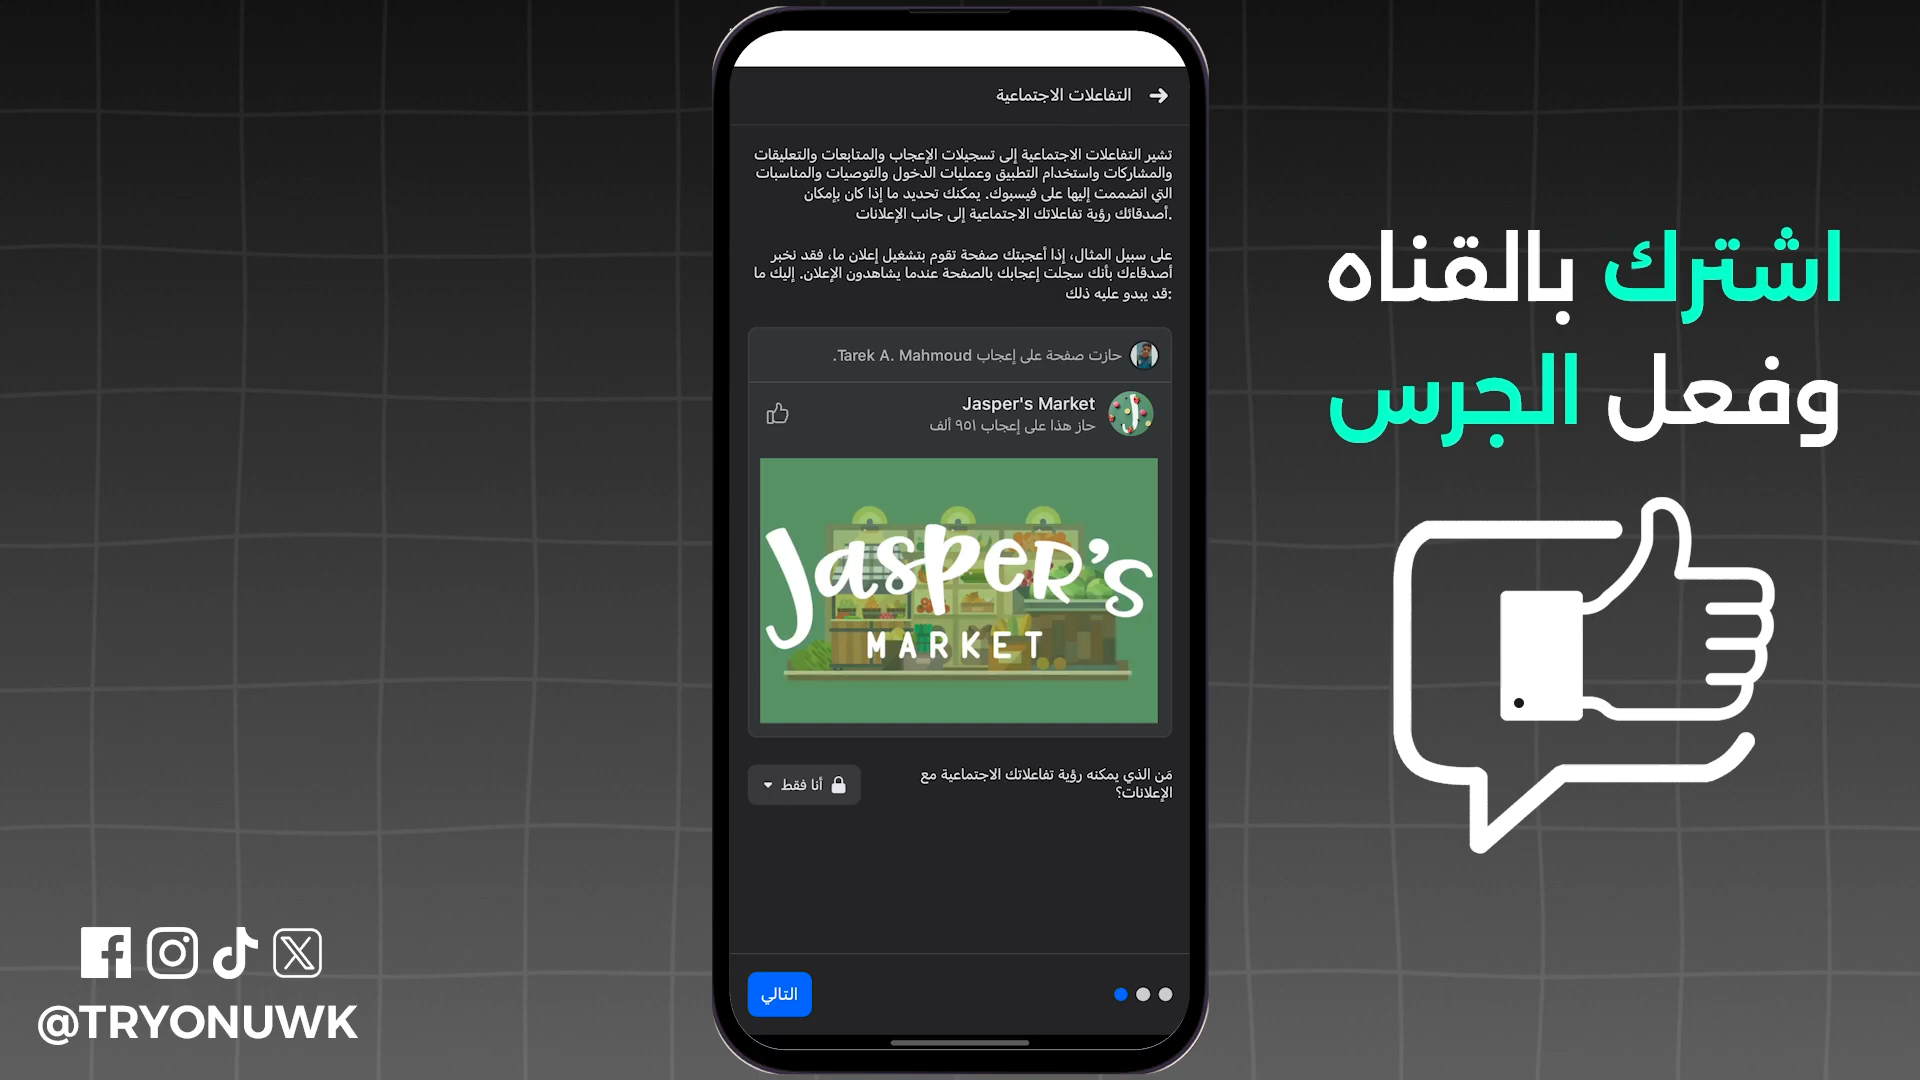 التفاعلات الاجتماعية
تشير التفاعلات الاجتماعية إلى تسجيلات الإعجاب والمتابعات والتعليقات
والمشاركات واستخدام التطبيق وعمليات الدخول والتوصيات والمناسبات
التي انضممت إليها على فيسبوك. يمكنك تحديد ما إذا كان بإمكان
أصدقائك رؤية تفاعلاتك الاجتماعية إلى جانب الإعلانات.
على سبيل المثال، إذا أعجبتك صفحة تقوم بتشغيل إعلان ما، فقد نخبر
أصدقاءك بأنك سجلت إعجابك بالصفحة عندما يشاهدون الإعلان. إليك ما
قد يبدو عليه ذلك:
حازت صفحة على إعجاب Tarek A. Mahmoud.
Jasper's Market
حاز هذا على إعجاب ٩٥١ ألف
Jasper's
MARKET
مَن الذي يمكنه رؤية تفاعلاتك الاجتماعية مع
الإعلانات؟
أنا فقط
التالي
اشترك بالقناه
وفعل الجرس
@TRYONUWK